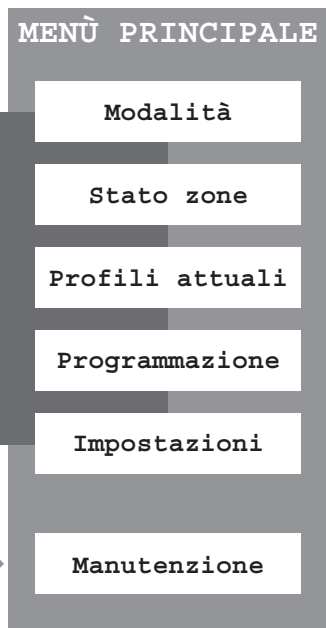 MENÙ PRINCIPALE
Modalità
Stato zone
Profili attuali
Programmazione
Impostazioni
Manutenzione